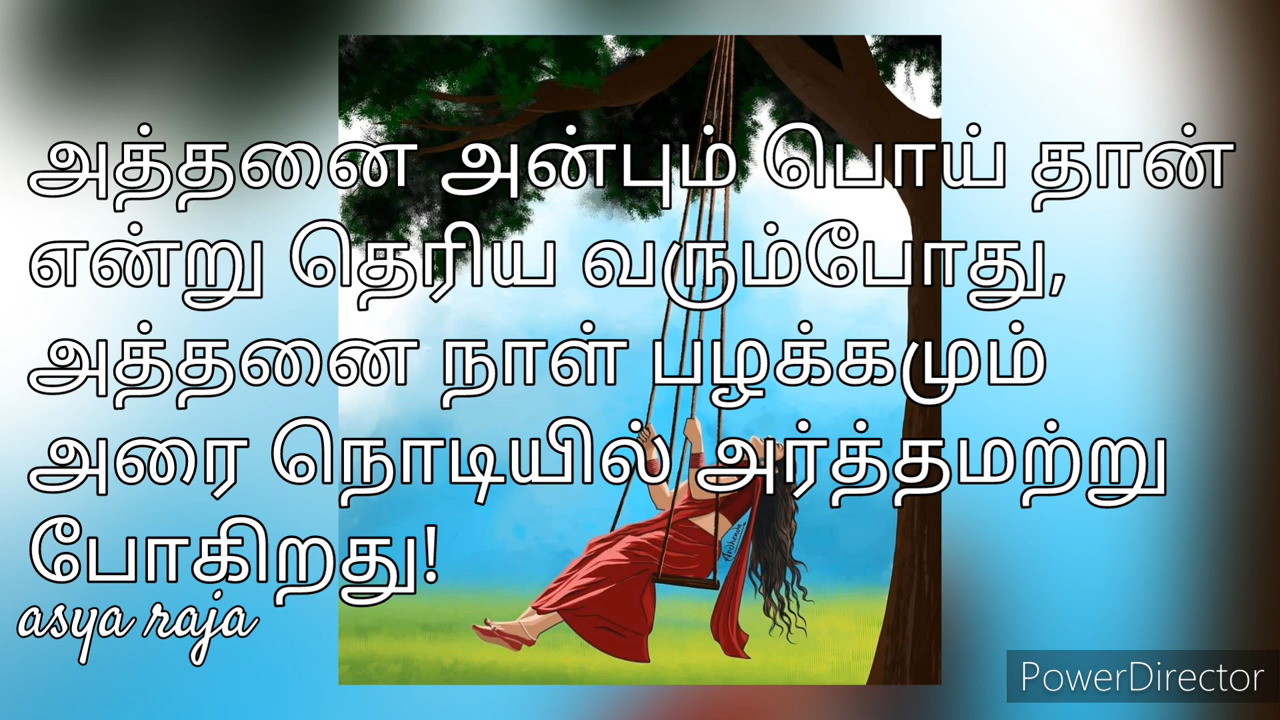 அத்தனை அன்பும் பொய் தான்
என்று தெரிய வரும்போது,
அத்தனை நாள் பழக்கமும்
அரை நொடியில் அர்த்தமற்று
போகிறது!
asya raja
PowerDirector